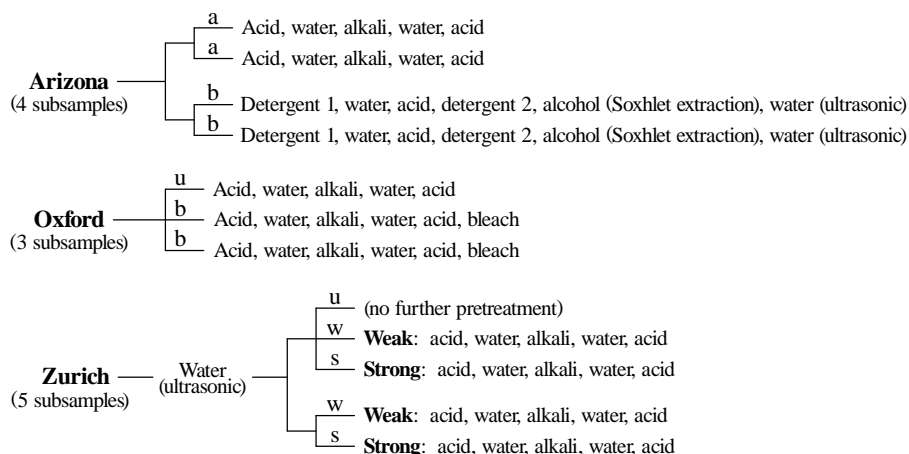 a Acid, water, alkali, water, acid
a Acid, water, alkali, water, acid
Arizona
(4 subsamples)
b Detergent 1, water, acid, detergent 2, alcohol (Soxhlet extraction), water (ultrasonic)
b Detergent 1, water, acid, detergent 2, alcohol (Soxhlet extraction), water (ultrasonic)
u Acid, water, alkali, water, acid
Oxford
(3 subsamples)
b Acid, water, alkali, water, acid, bleach
b Acid, water, alkali, water, acid, bleach
Zurich
(5 subsamples)
Water
(ultrasonic)
u (no further pretreatment)
w Weak: acid, water, alkali, water, acid
s Strong: acid, water, alkali, water, acid
w Weak: acid, water, alkali, water, acid
s Strong: acid, water, alkali, water, acid